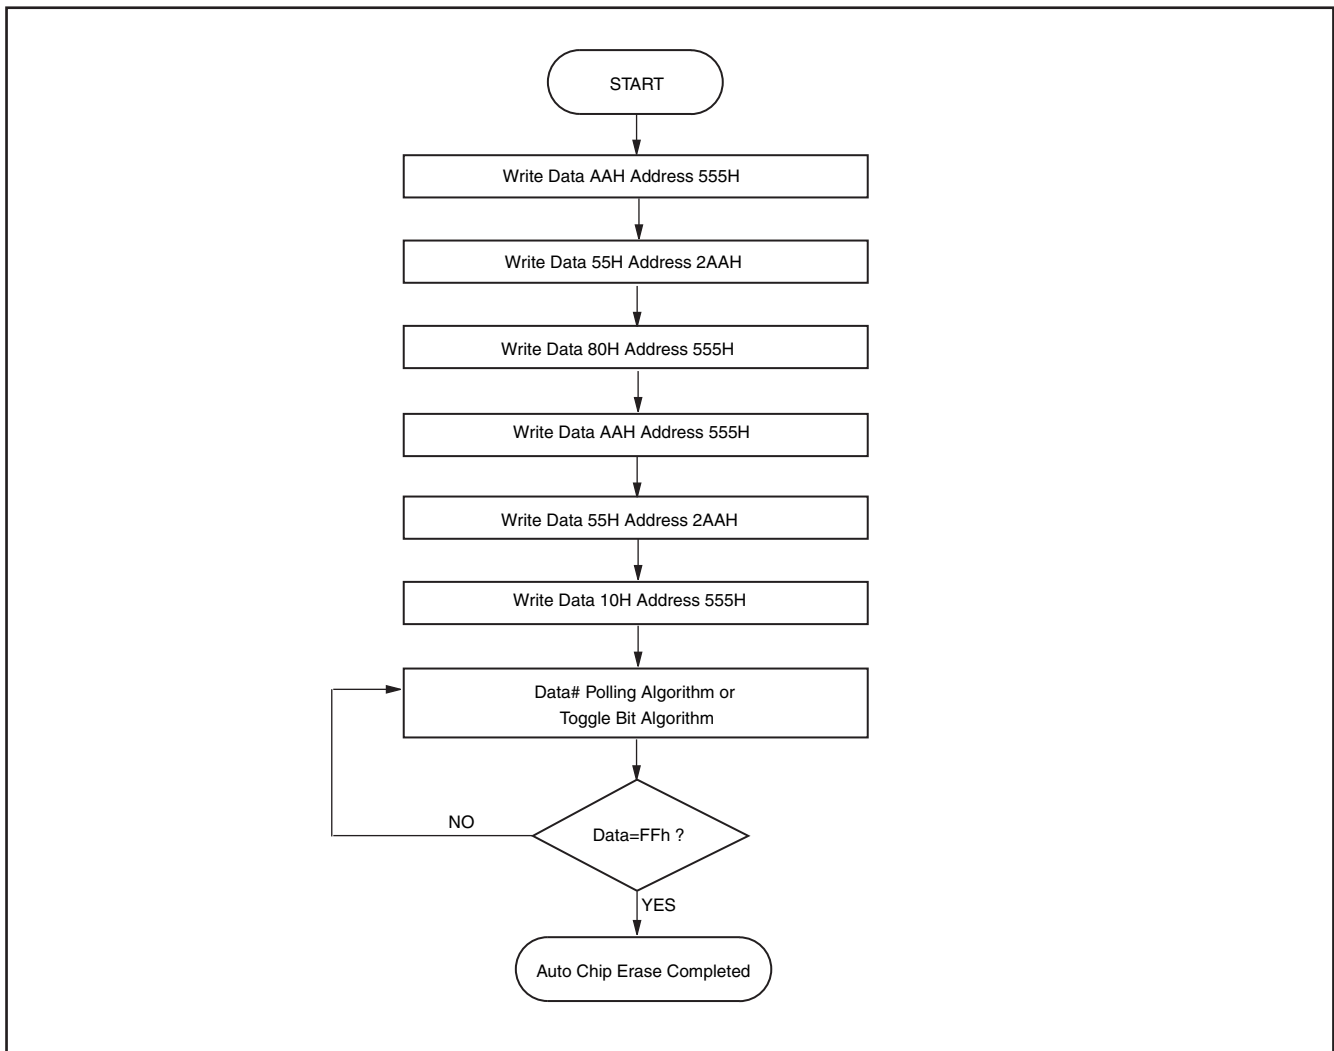 START
Write Data AAH Address 555H
Write Data 55H Address 2AAH
Write Data 80H Address 555H
Write Data AAH Address 555H
Write Data 55H Address 2AAH
Write Data 10H Address 555H
Data# Polling Algorithm or
Toggle Bit Algorithm
NO
Data=FFh ?
YES
Auto Chip Erase Completed